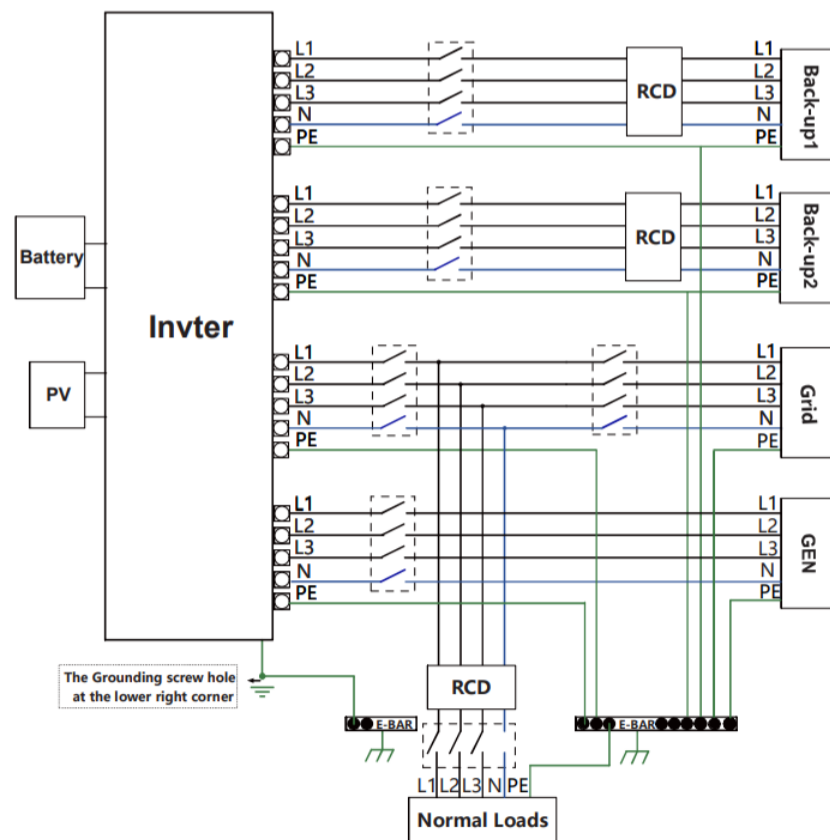 L1
L2
L3
N
PE
RCD
L1
L2
L3
N
PE
Back-up1
L1
L2
L3
N
PE
RCD
L1
L2
L3
N
PE
Back-up2
Battery
Invter
PV
L1
L2
L3
N
PE
L1
L2
L3
N
PE
Grid
L1
L2
L3
N
PE
L1
L2
L3
N
PE
GEN
The Grounding screw hole
at the lower right corner
RCD
E-BAR
E-BAR
L1 L2 L3 N PE
Normal Loads